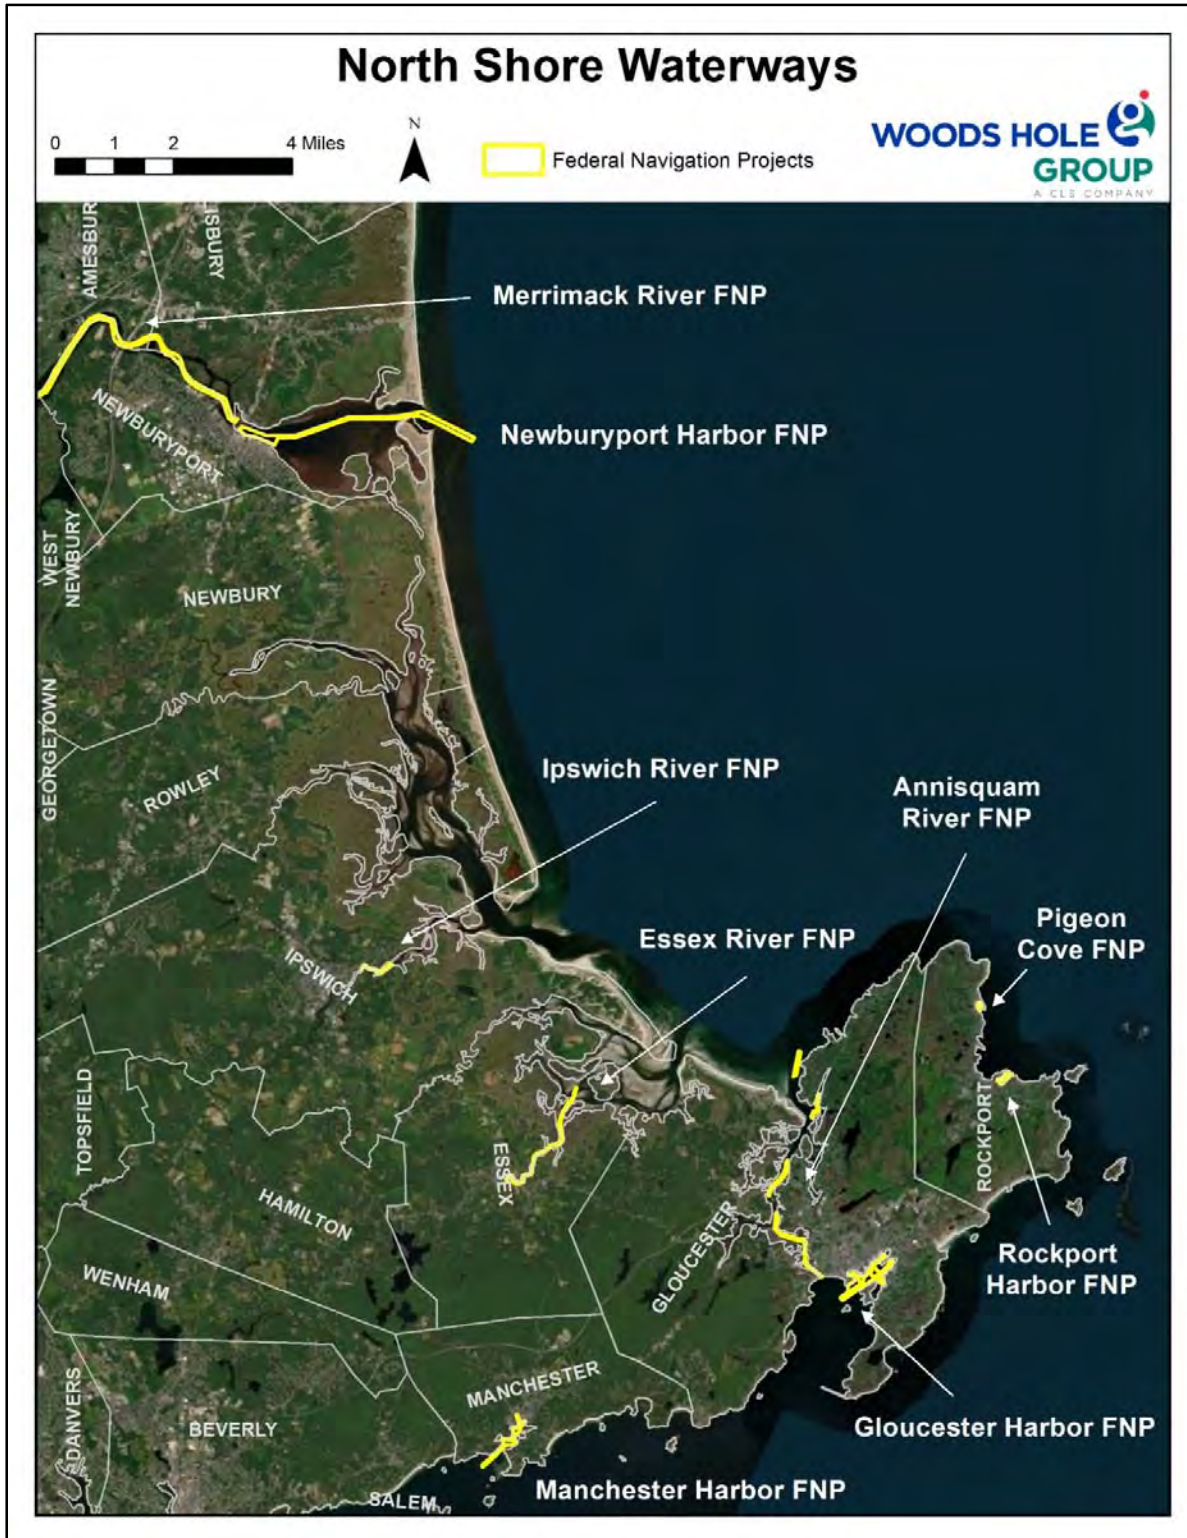 North Shore Waterways
0 1 2 4 Miles
N
Federal Navigation Projects
WOODS HOLE
GROUP
A CLS COMPANY
AMESBUR
ISBURY
Merrimack River FNP
NEWBURYPORT
Newburyport Harbor FNP
WEST
NEWBURY
NEWBURY
GEORGETOWN
ROWLEY
Ipswich River FNP
Annisquam
River FNP
Pigeon
Cove FNP
Essex River FNP
IPSWICH
TOPSFIELD
ESSEX
ROCKPORT
HAMILTON
GLOUCESTER
WENHAM
Rockport
Harbor FNP
MANCHESTER
DANVERS
BEVERLY
Gloucester Harbor FNP
Manchester Harbor FNP
SALEM